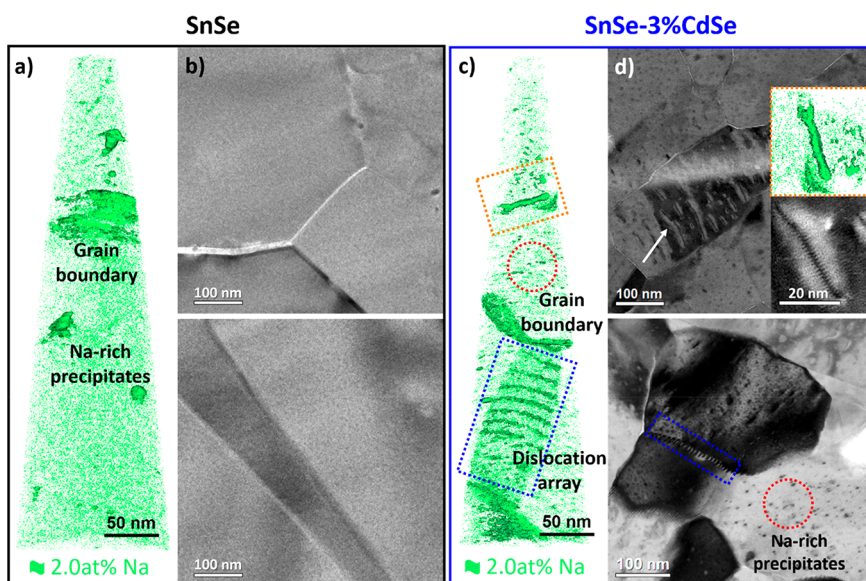 SnSe
SnSe-3%CdSe
a)
b)
c)
d)
Grain
boundary
Na-rich
precipitates
50 nm
2.0at% Na
100 nm
100 nm
Grain
boundary
Dislocation
array
50 nm
2.0at% Na
100 nm
20 nm
Na-rich
precipitates
100 nm